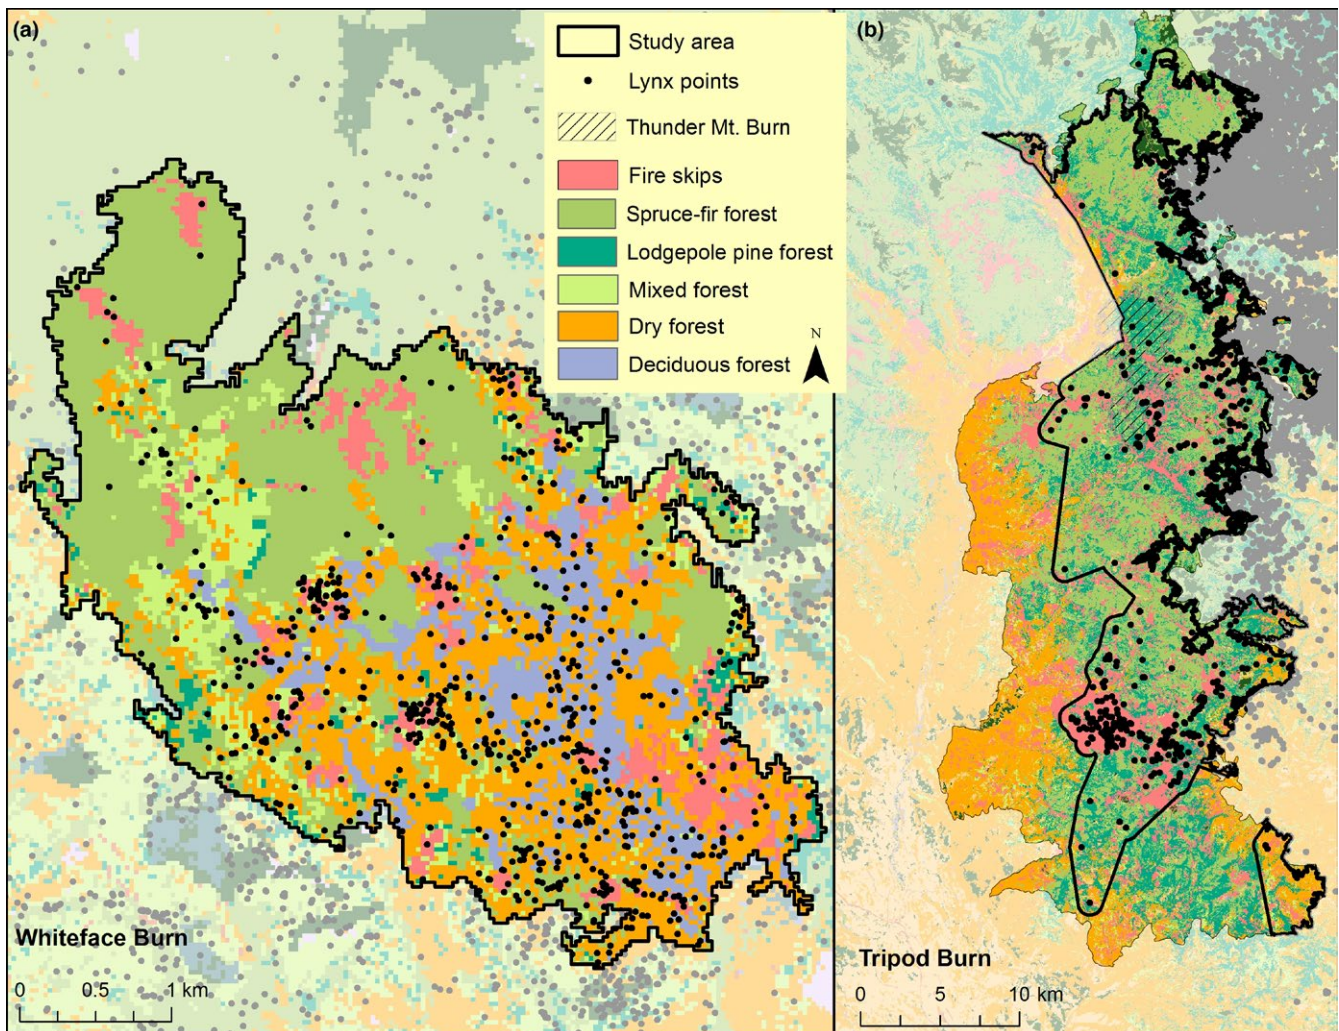 (a)
Study area
Lynx points
Thunder Mt. Burn
Fire skips
Spruce-fir forest
Lodgepole pine forest
Mixed forest
Dry forest
Deciduous forest
N
Whiteface Burn
0 0.5 1 km
(b)
Tripod Burn
0 5 10 km